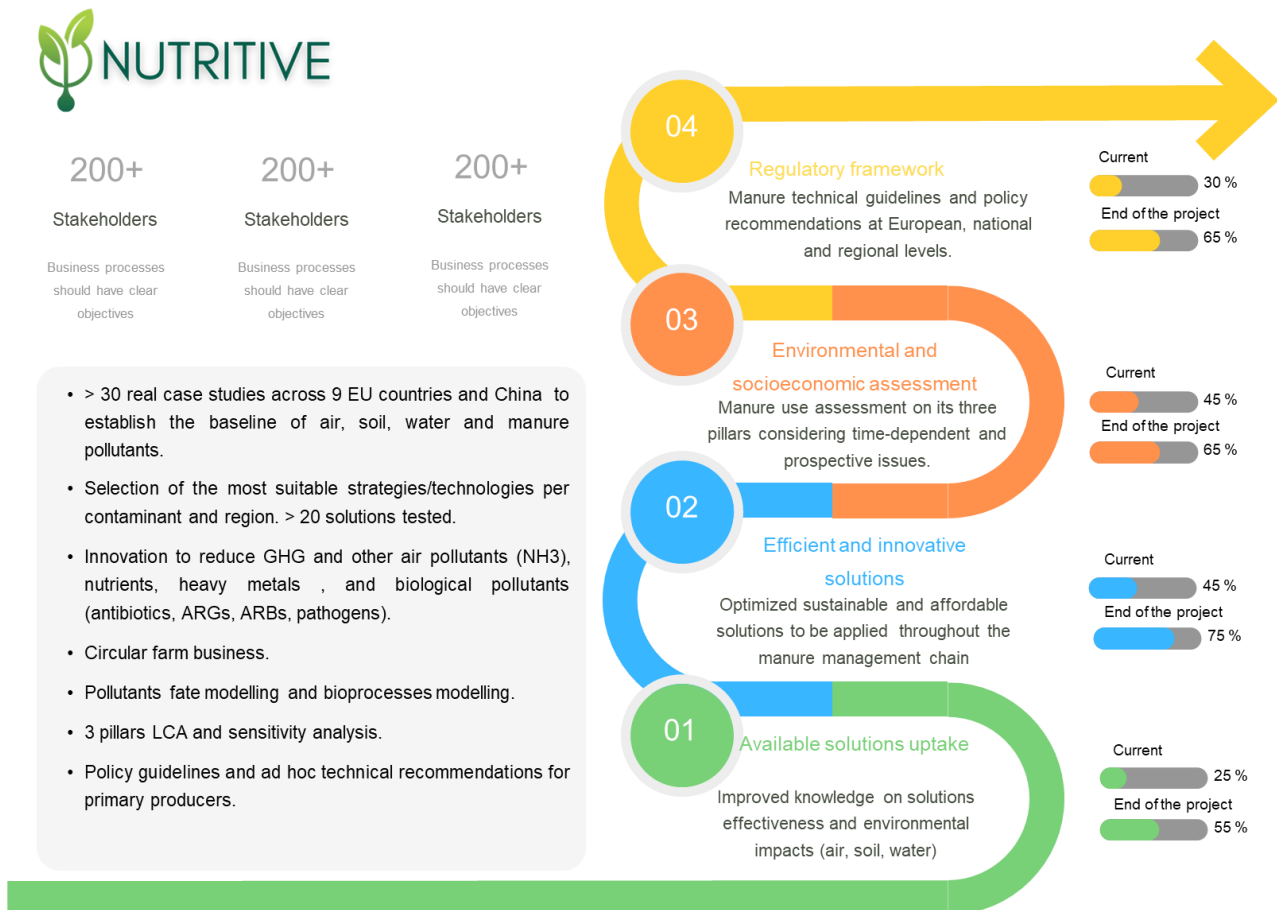 NUTRITIVE
200+
Stakeholders
Business processes
should have clear
objectives
200+
Stakeholders
Business processes
should have clear
objectives
200+
Stakeholders
Business processes
should have clear
objectives
• > 30 real case studies across 9 EU countries and China to
establish the baseline of air, soil, water and manure
pollutants.
• Selection of the most suitable strategies/technologies per
contaminant and region. > 20 solutions tested.
• Innovation to reduce GHG and other air pollutants (NH3),
nutrients, heavy metals , and biological pollutants
(antibiotics, ARGs, ARBs, pathogens).
• Circular farm business.
• Pollutants fate modelling and bioprocesses modelling.
• 3 pillars LCA and sensitivity analysis.
• Policy guidelines and ad hoc technical recommendations for
primary producers.
04
Regulatory framework
Manure technical guidelines and policy
recommendations at European, national
and regional levels.
Current
30 %
End of the project
65 %
03
Environmental and
socioeconomic assessment
Manure use assessment on its three
pillars considering time-dependent and
prospective issues.
Current
45 %
End of the project
65 %
02
Efficient and innovative
solutions
Optimized sustainable and affordable
solutions to be applied throughout the
manure management chain
Current
45 %
End of the project
75 %
01
Available solutions uptake
Improved knowledge on solutions
effectiveness and environmental
impacts (air, soil, water)
Current
25 %
End of the project
55 %